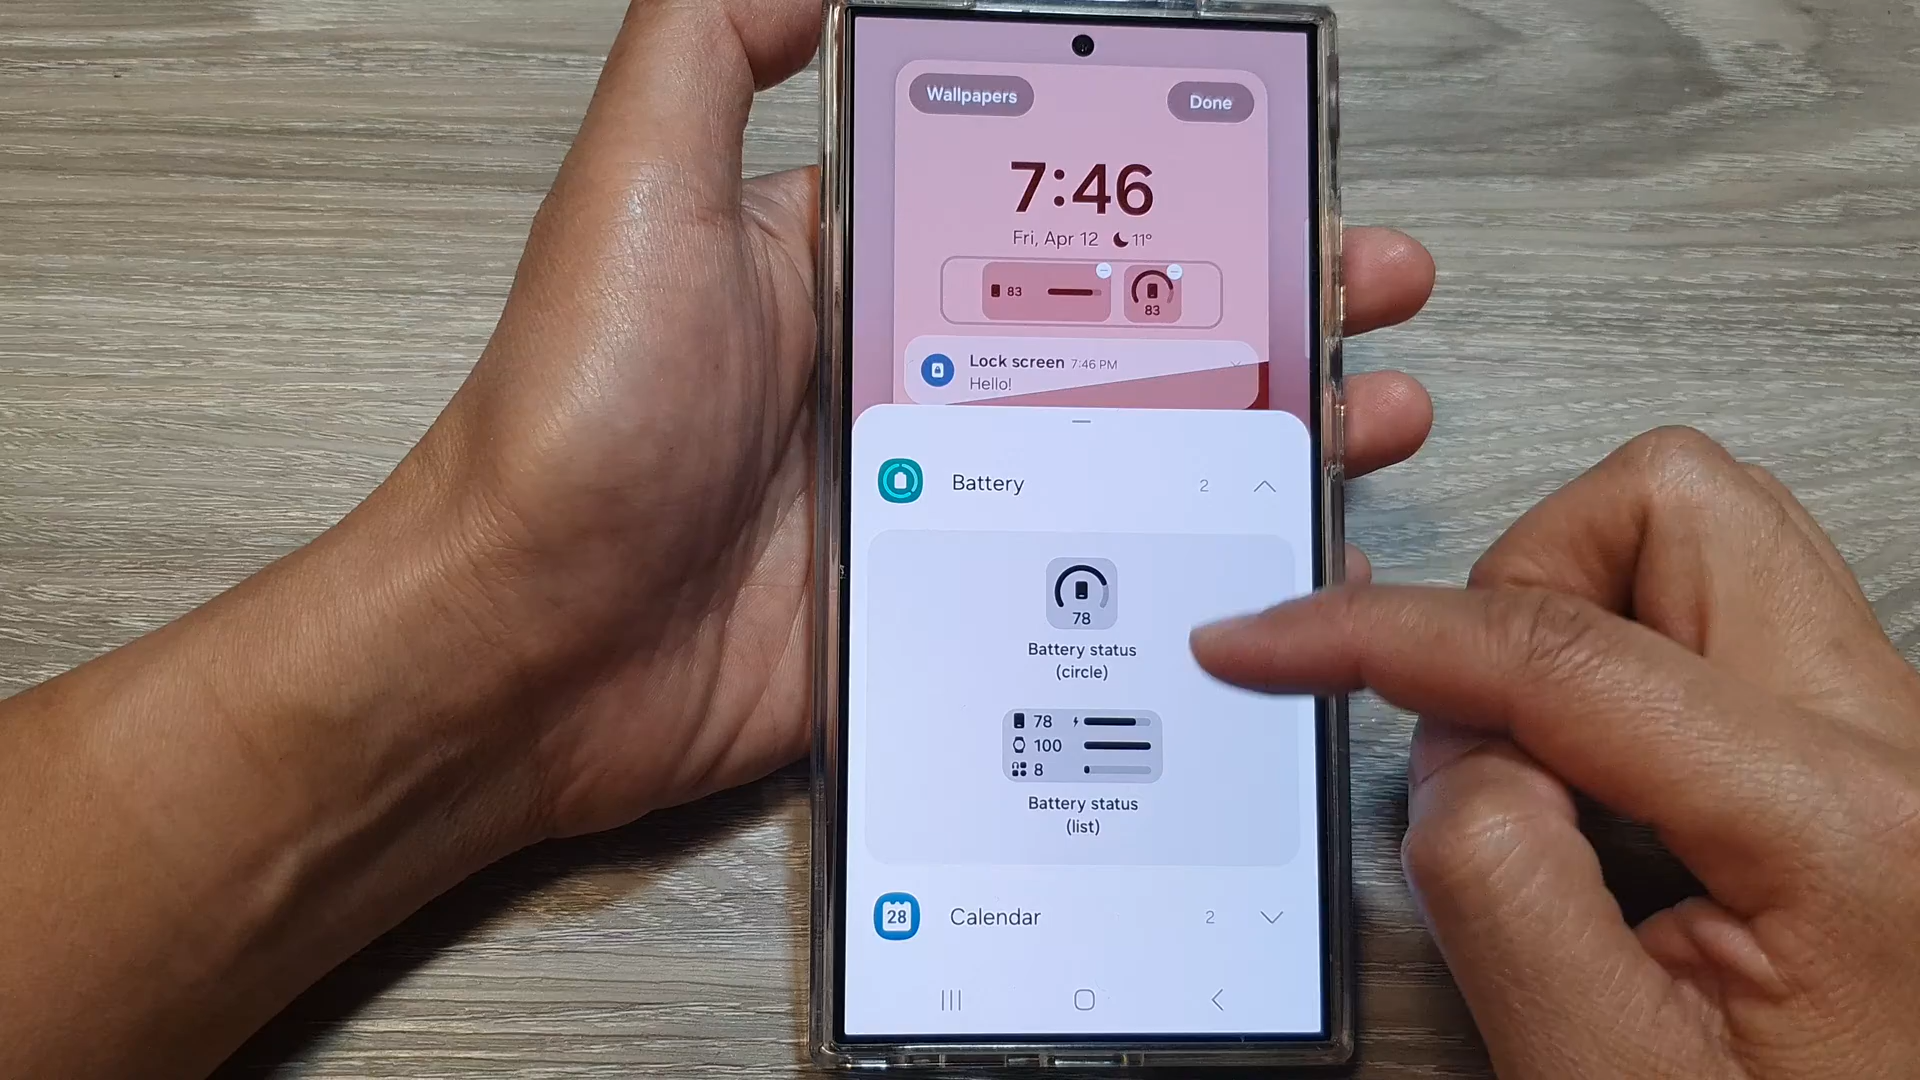 Wallpapers
Done
7:46
Fri, Apr 12 11°
83
83
Lock screen 7:46 PM
Hello!
Battery 2
78
Battery status
(circle)
78
100
8
Battery status
(list)
28 Calendar 2